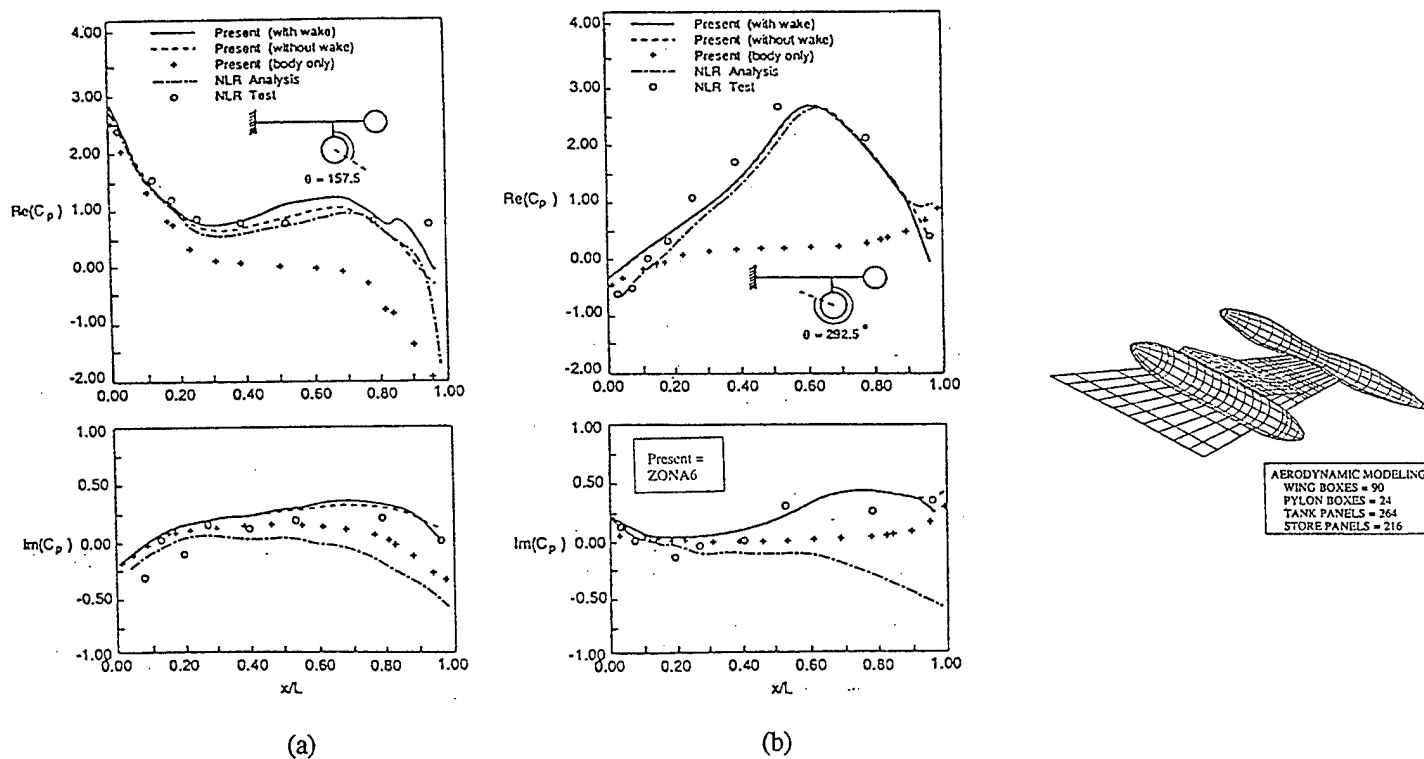 4.00
3.00
2.00
1.00
0.00
-1.00
-2.00
Re(Cp)
Present (with wake)
Present (without wake)
Present (body only)
NLR Analysis
NLR Test
θ = 157.5
0.00 0.20 0.40 0.60 0.80 1.00
1.00
0.50
0.00
-0.50
-1.00
Im(Cp)
0.00 0.20 0.40 0.60 0.80 1.00
x/L
(a)
4.00
3.00
2.00
1.00
0.00
-1.00
-2.00
Re(Cp)
Present (with wake)
Present (without wake)
Present (body only)
NLR Analysis
NLR Test
θ = 292.5°
0.00 0.20 0.40 0.60 0.80 1.00
1.00
0.50
0.00
-0.50
-1.00
Im(Cp)
Present =
ZONA6
0.00 0.20 0.40 0.60 0.80 1.00
x/L
(b)
AERODYNAMIC MODELING
WING BOXES = 90
PYLON BOXES = 24
TANK PANELS = 264
STORE PANELS = 216